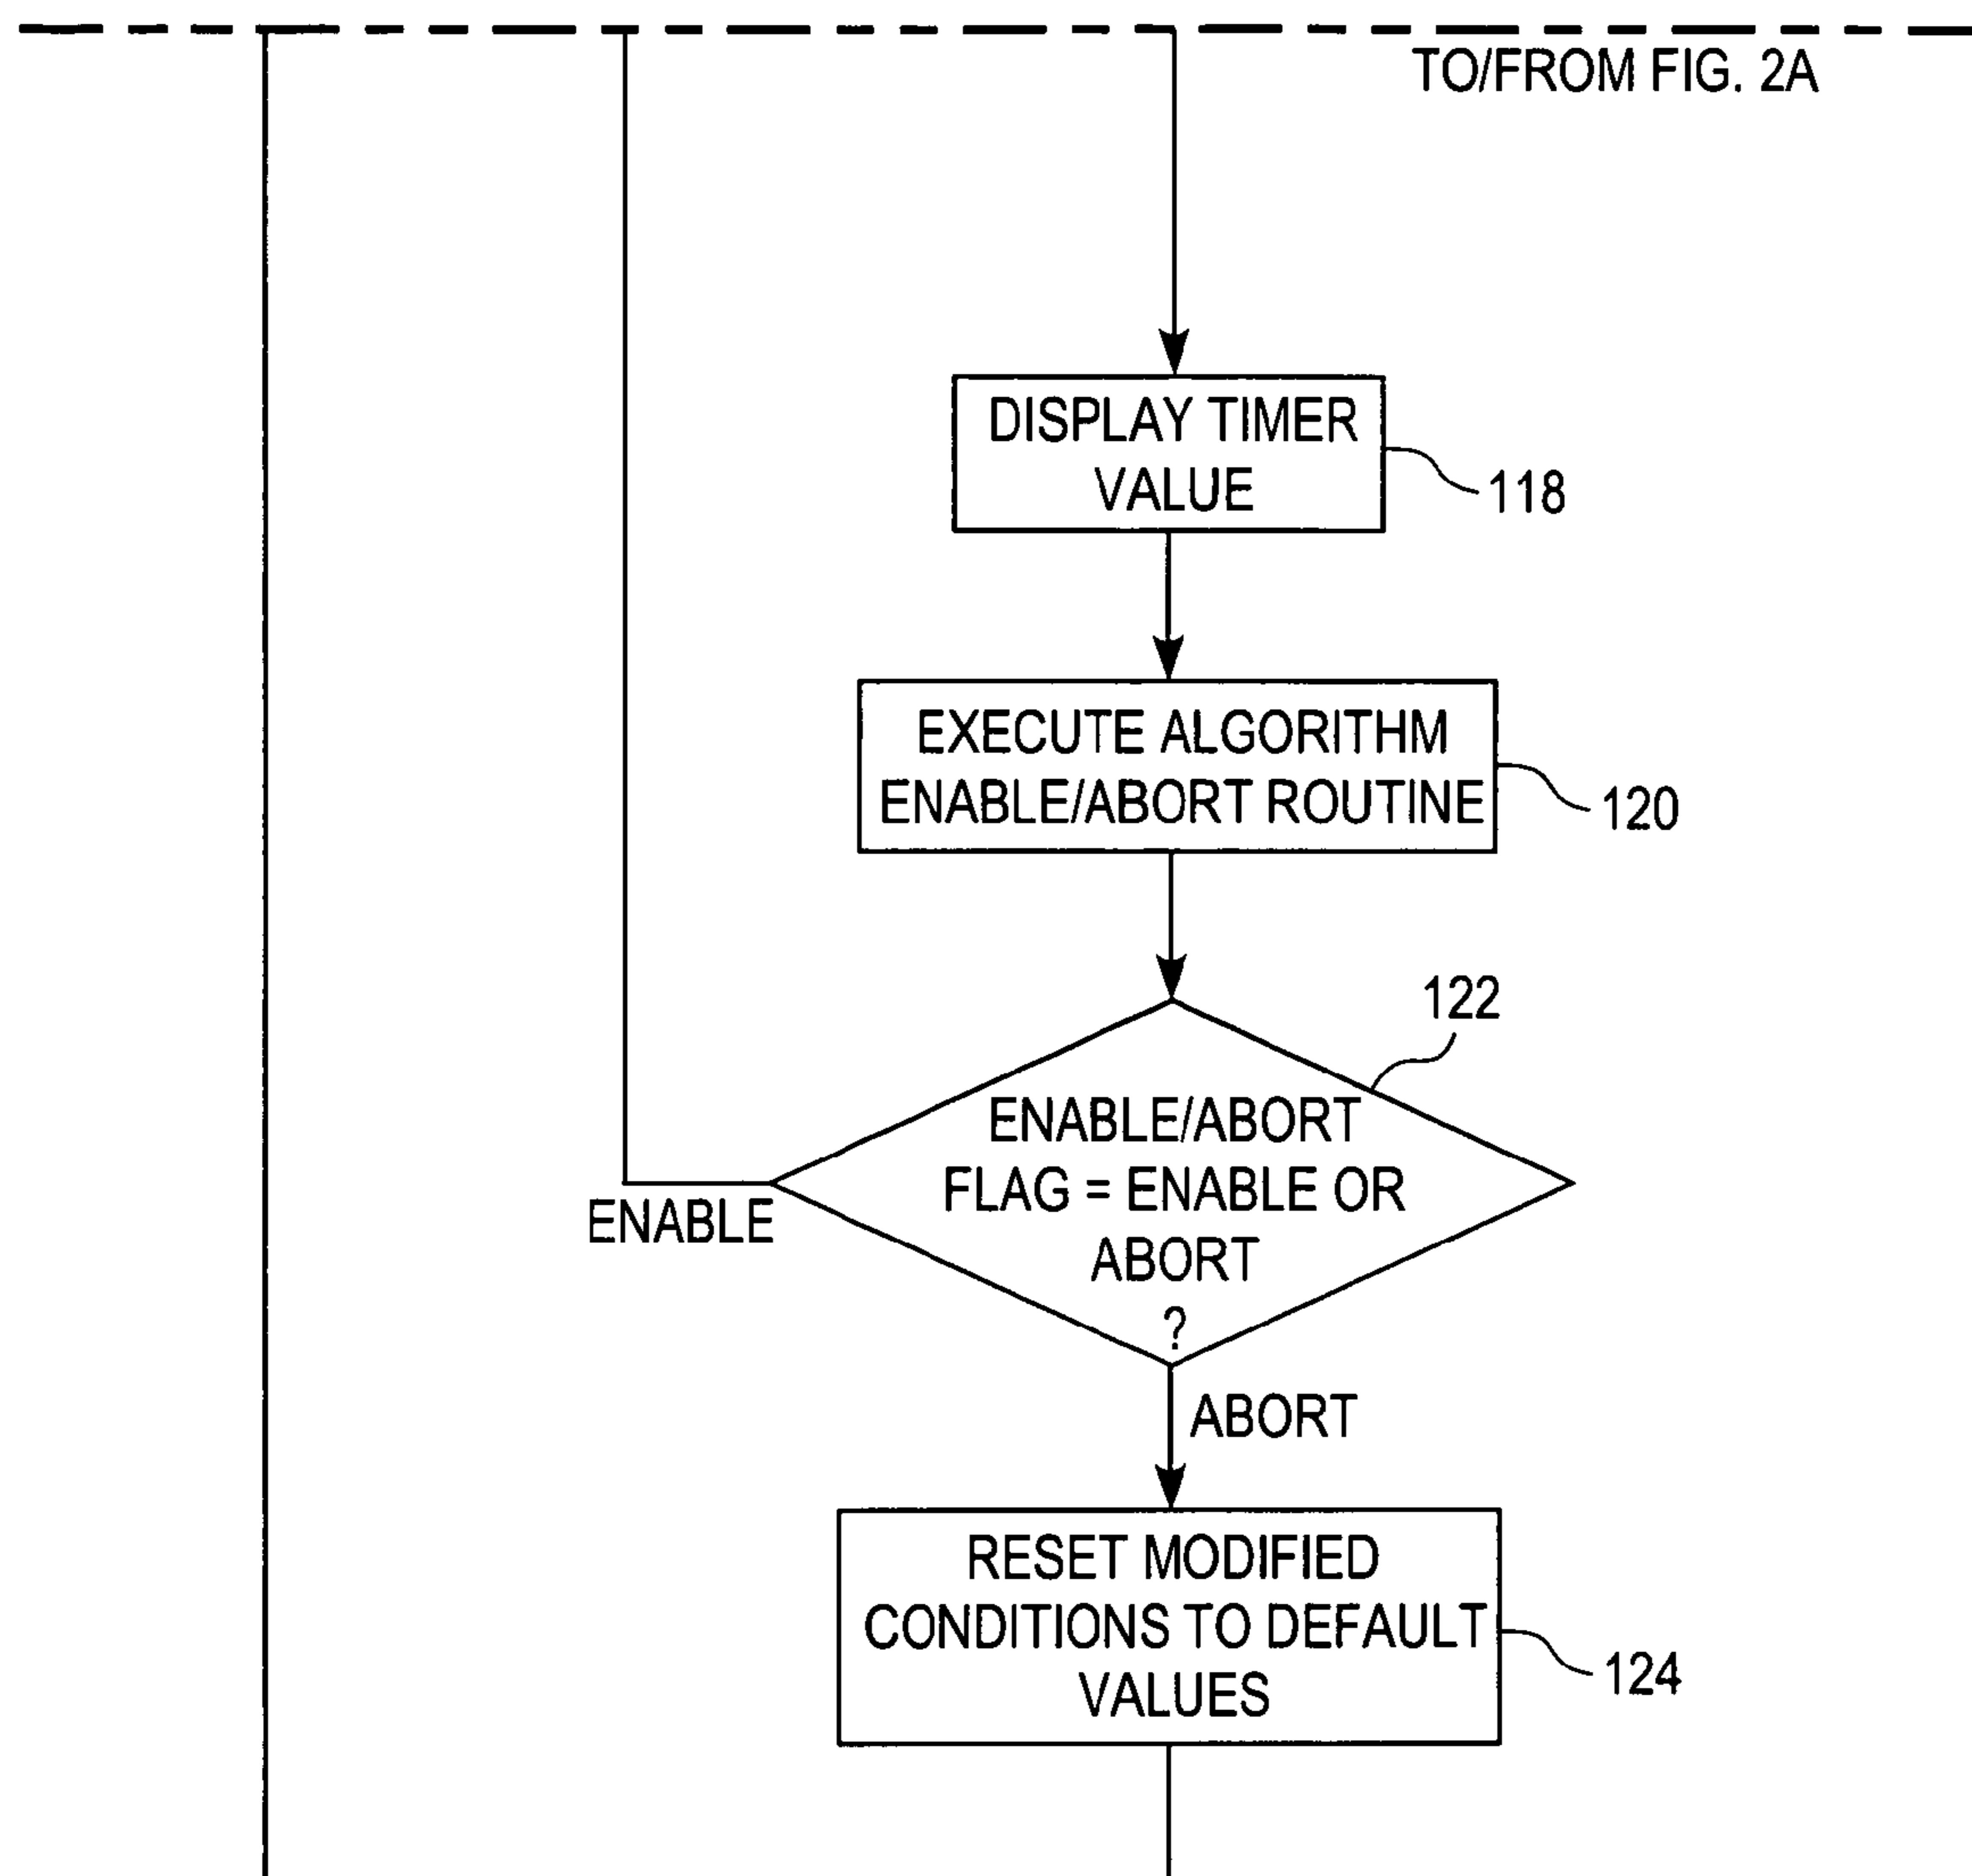 TO/FROM FIG. 2A
DISPLAY TIMER
VALUE
118
EXECUTE ALGORITHM
ENABLE/ABORT ROUTINE
120
122
ENABLE/ABORT
FLAG = ENABLE OR
ABORT
?
ENABLE
ABORT
RESET MODIFIED
CONDITIONS TO DEFAULT
VALUES
124